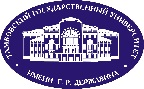 ТАМБОВСКИЙ ГОСУДАРСТВЕННЫЙ УНИВЕРСИТЕТ
ИМЕНИ Г. Р. ДЕРЖАВИНА